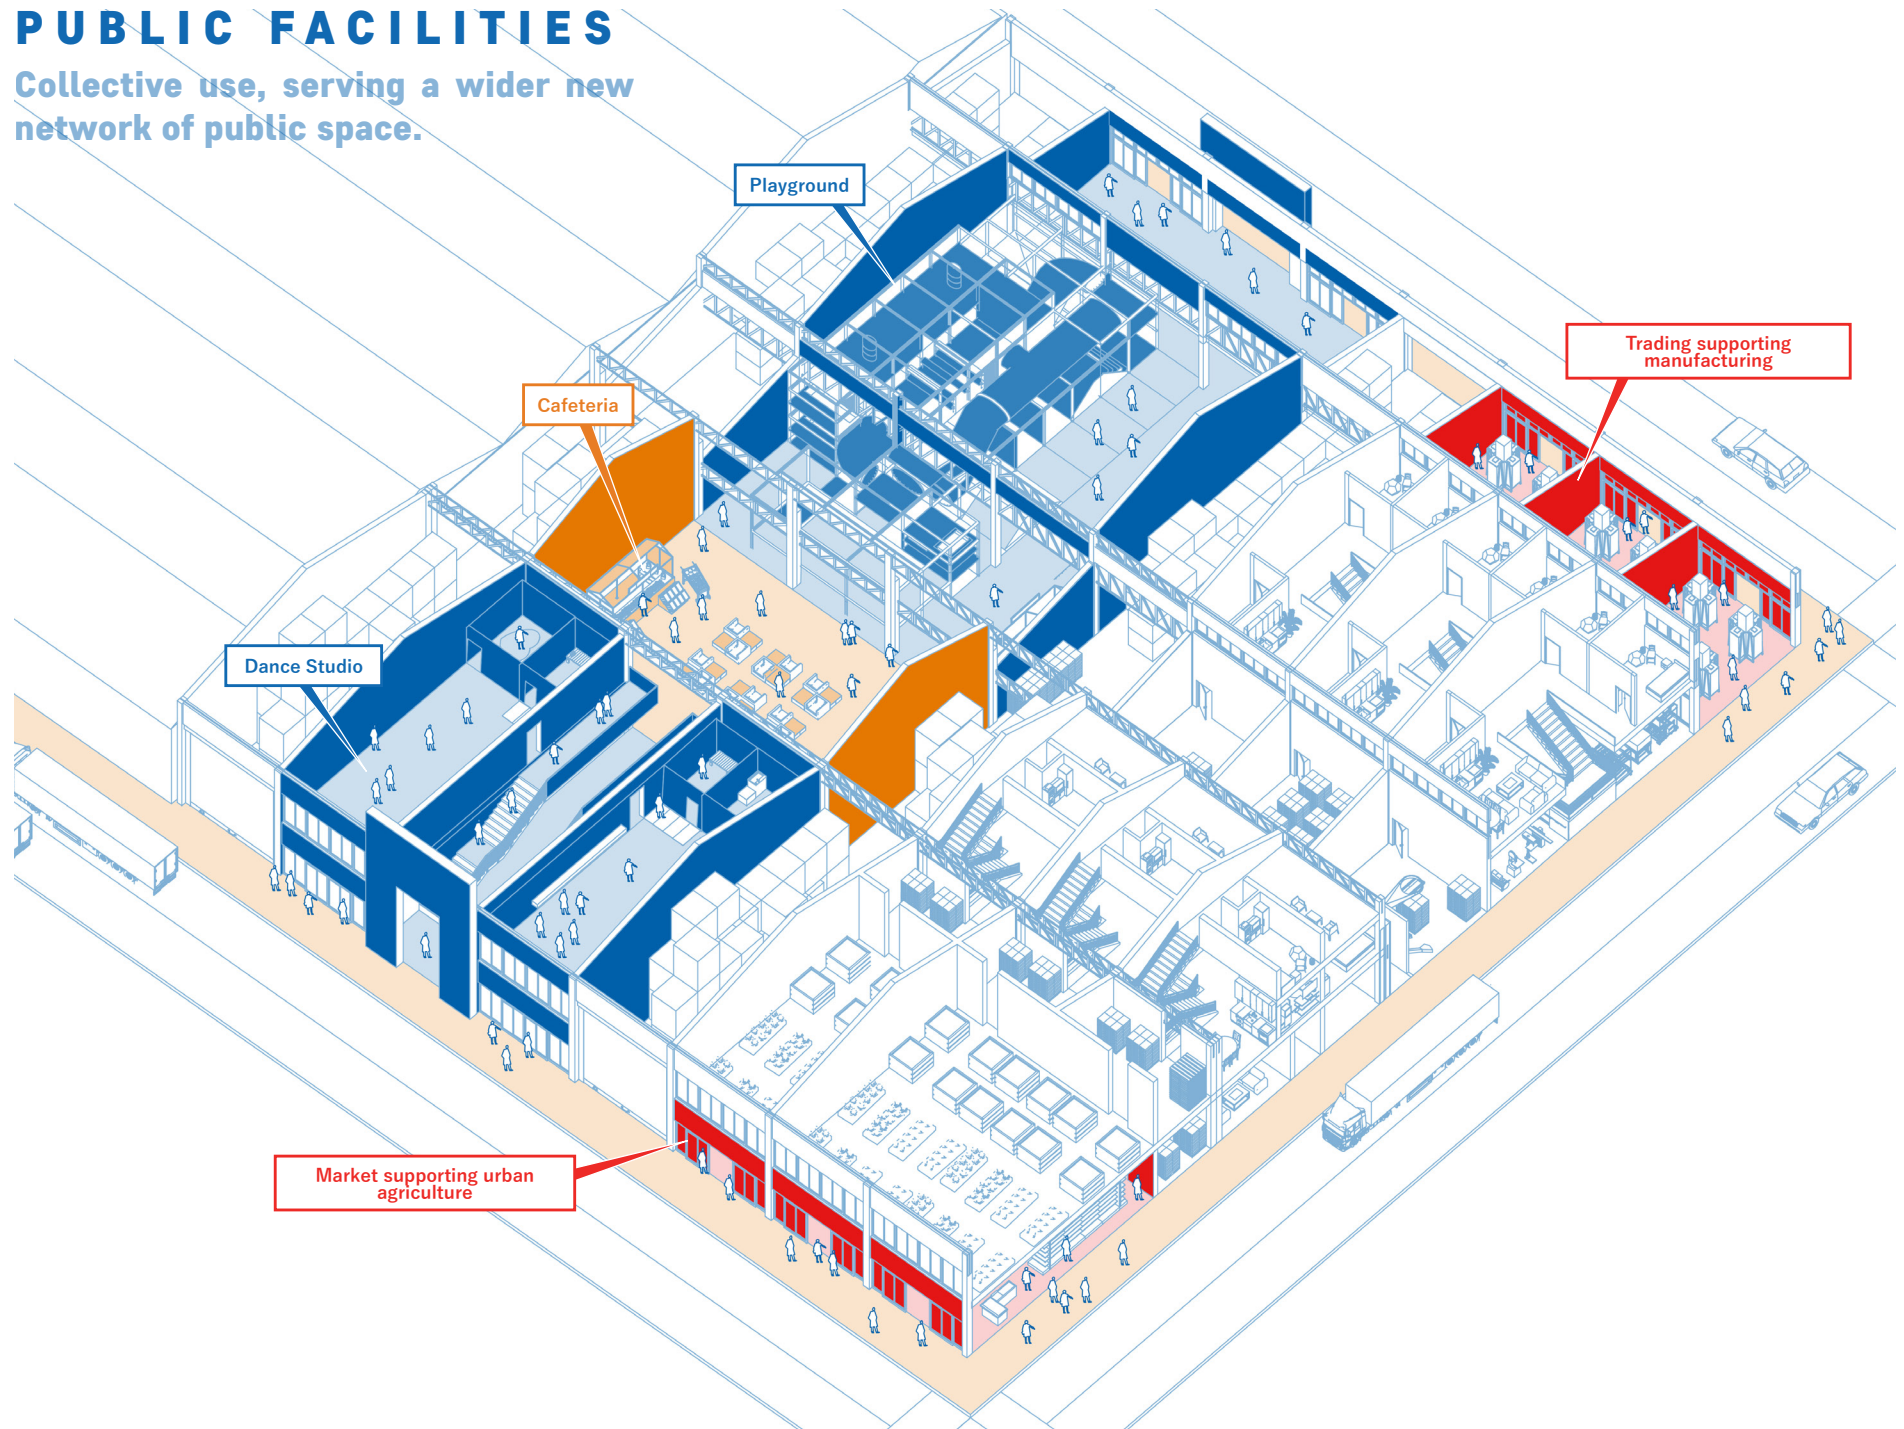 PUBLIC FACILITIES
Collective use, serving a wider new
network of public space.
Playground
Trading supporting
manufacturing
Cafeteria
Dance Studio
Market supporting urban
agriculture